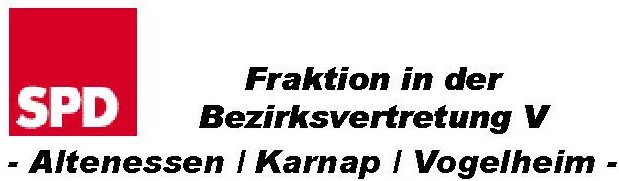 SPD
Fraktion in der
Bezirksvertretung V
- Altenessen / Karnap / Vogelheim -